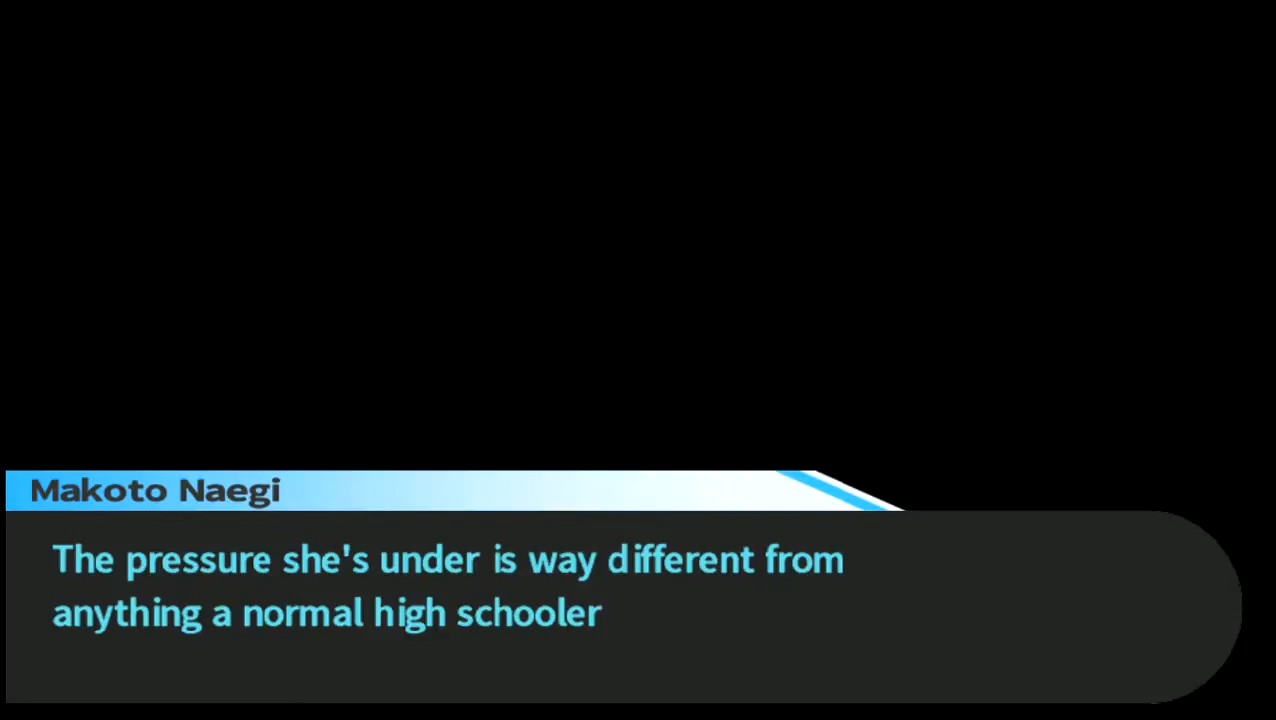 Makoto Naegi
The pressure she's under is way different from
anything a normal high schooler